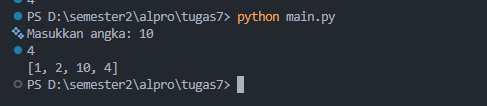 4
PS D:\semester2\alpro\tugas7> python main.py
Masukkan angka: 10
4
[1, 2, 10, 4]
PS D:\semester2\alpro\tugas7>